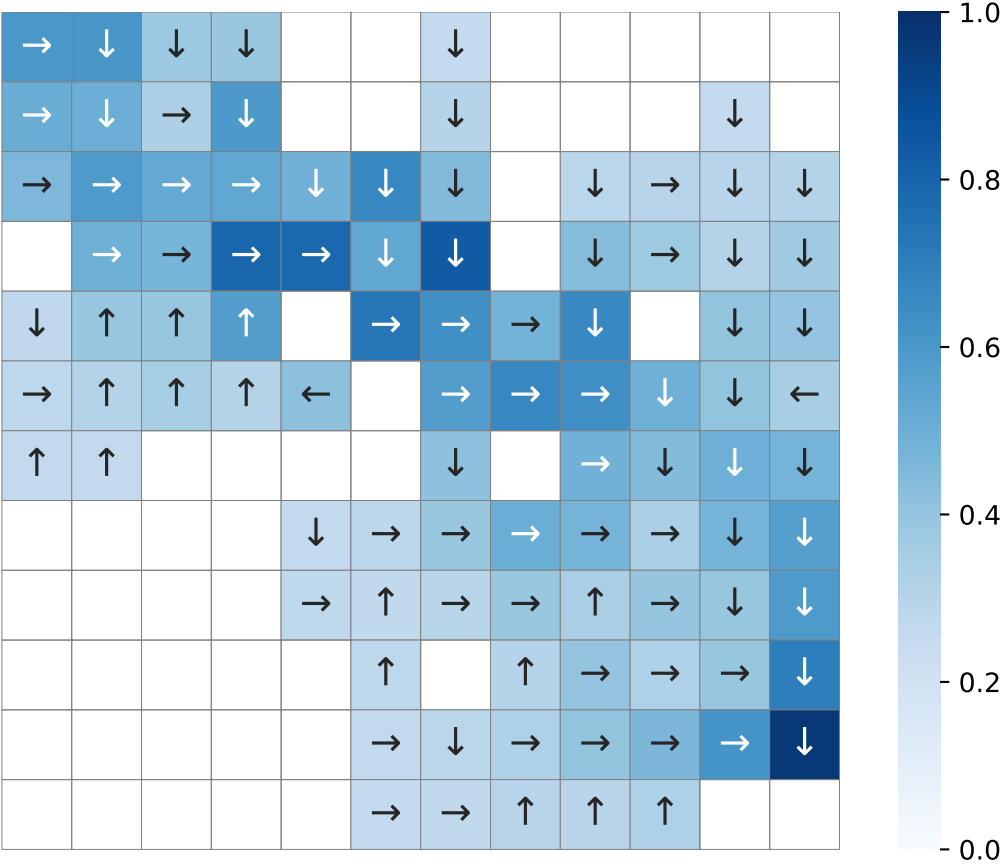 → ↓ ↓ ↓ ↓
→ ↓ → ↓ ↓ ↓
→ → → → ↓ ↓ ↓ ↓ → ↓ ↓
→ → → → ↓ ↓ ↓ → ↓ ↓
↓ ↑ ↑ ↑ → → → ↓ ↓ ↓
→ ↑ ↑ ↑ ← → → → ↓ ↓ ←
↑ ↑ ↓ → ↓ ↓ ↓
↓ → → → → → ↓ ↓
→ ↑ → → ↑ → ↓ ↓
↑ ↑ → → → ↓
→ ↓ → → → → ↓
→ → ↑ ↑ ↑
1.0
0.8
0.6
0.4
0.2
0.0